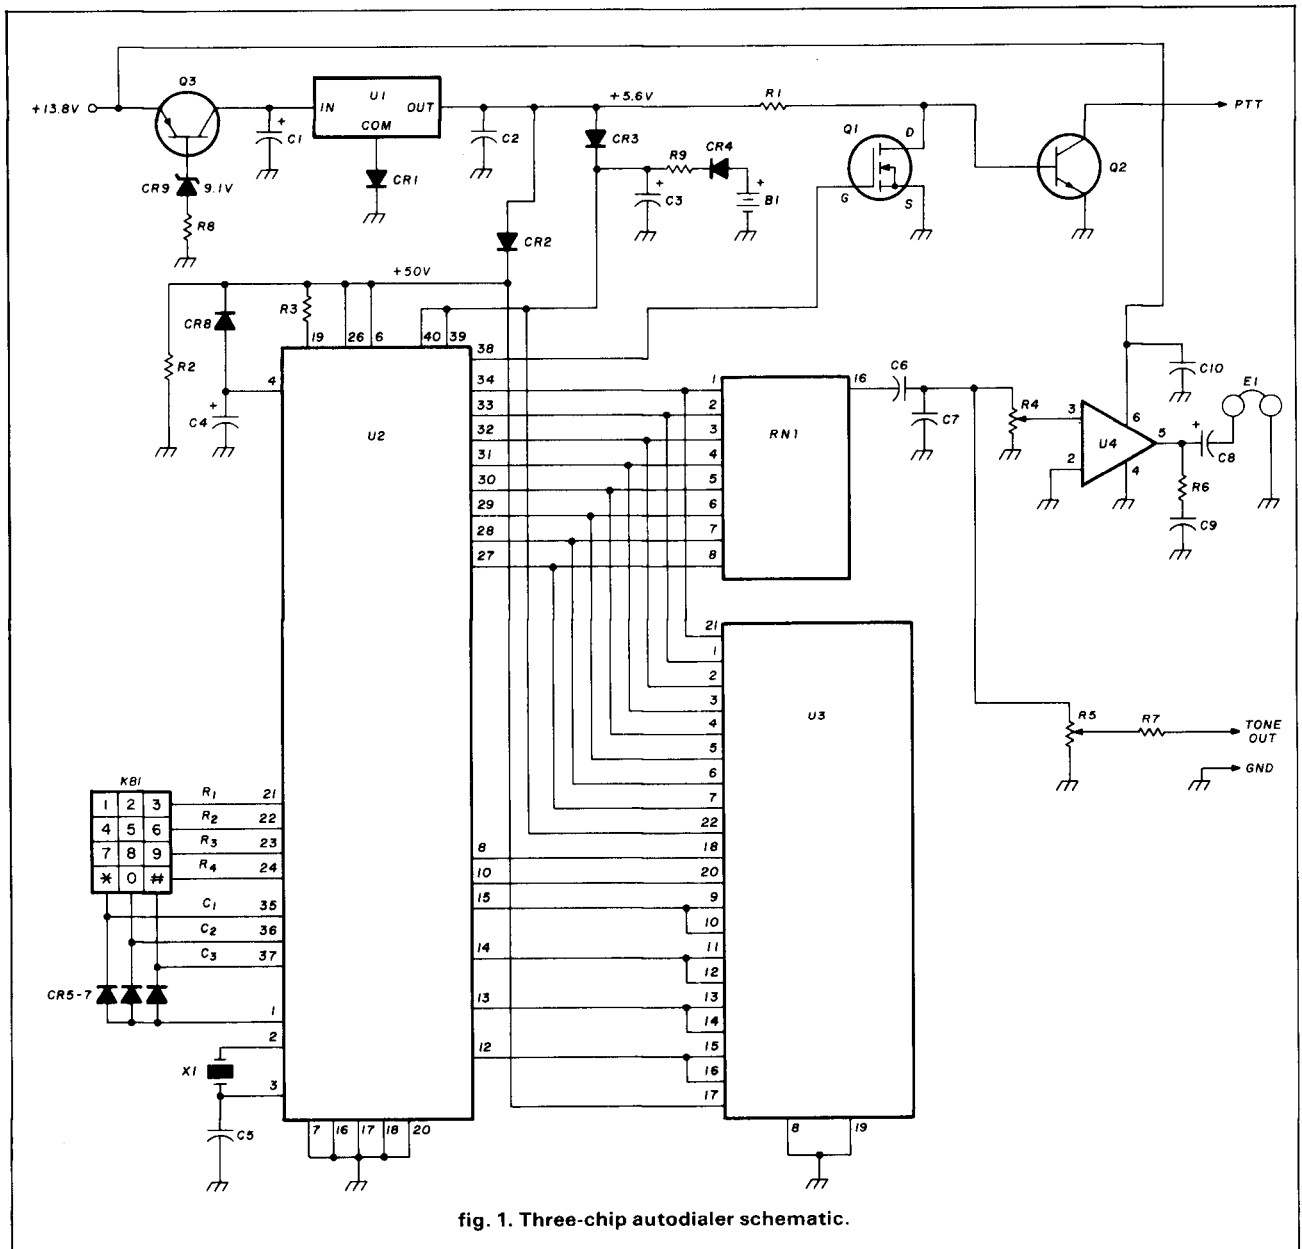 +13.8V
Q3
IN U1 OUT
COM
C1
+
CR9 9.1V
R8
CR1
C2
+5.6V
CR3
R9
CR4
+
C3
+
B1
R1
Q1
D
G
S
Q2
PTT
CR2
+50V
R2
CR8
R3
19
26
6
40
39
4
+
C4
U2
38
34
33
32
31
30
29
28
27
1
2
3
4
5
6
7
8
RN1
16
C6
C7
R4
3
2
U4
6
5
4
C10
E1
+
C8
R6
C9
21
1
2
3
4
5
6
7
22
18
20
9
10
11
12
13
14
15
16
17
U3
8
19
R5
R7
TONE
OUT
GND
KB1
1 2 3
4 5 6
7 8 9
* 0 #
R1 21
R2 22
R3 23
R4 24
C1 35
C2 36
C3 37
CR5-7
1
2
X1
3
C5
8
10
15
14
13
12
7
16
17
18
20
fig. 1. Three-chip autodialer schematic.